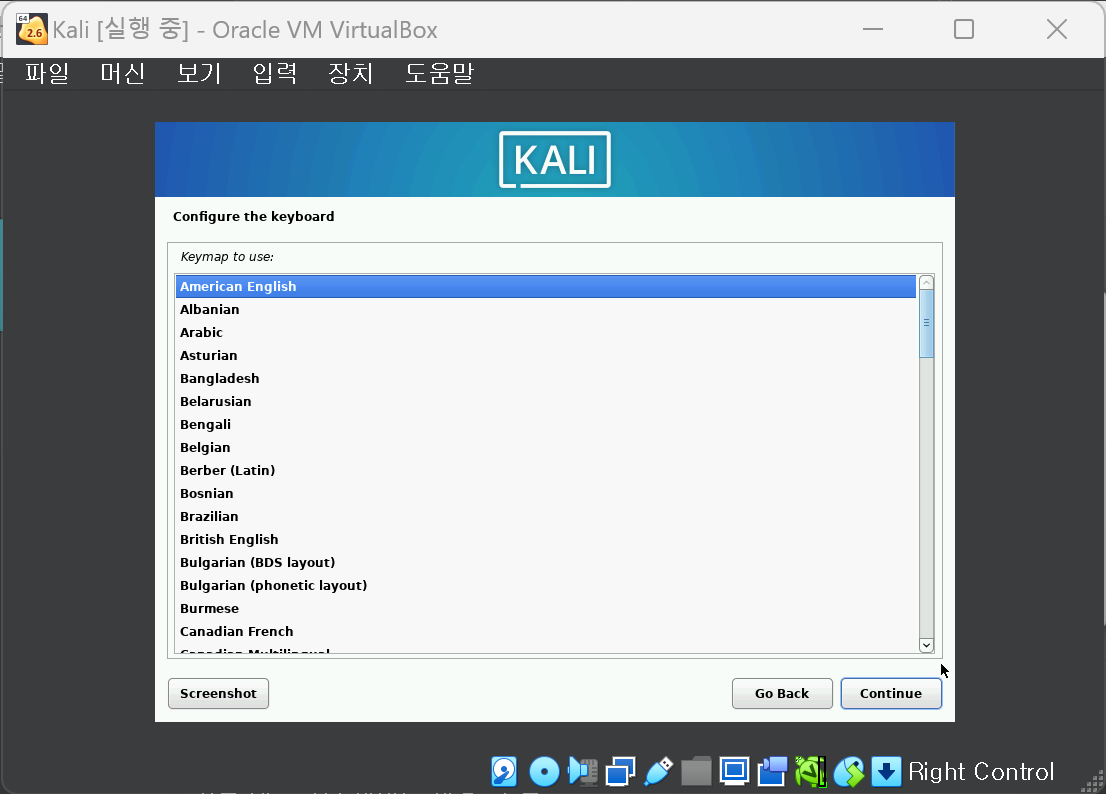 64
2.6
Kali [실행 중] - Oracle VM VirtualBox
파일 머신 보기 입력 장치 도움말
KALI
Configure the keyboard
Keymap to use:
American English
Albanian
Arabic
Asturian
Bangladesh
Belarusian
Bengali
Belgian
Berber (Latin)
Bosnian
Brazilian
British English
Bulgarian (BDS layout)
Bulgarian (phonetic layout)
Burmese
Canadian French
Canadian Multilingual
Screenshot Go Back Continue
Right Control